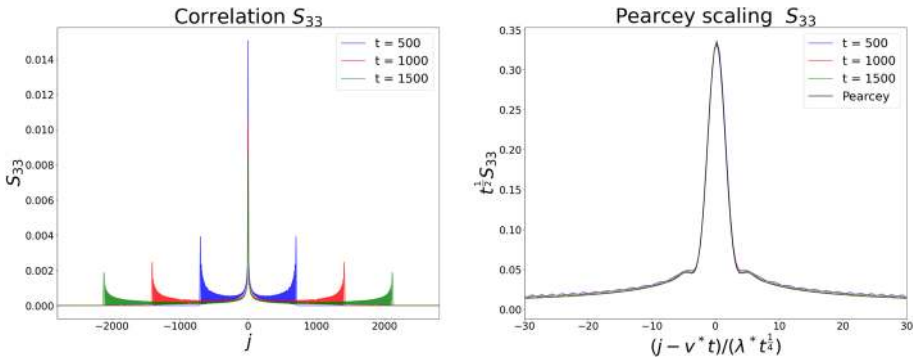 Correlation S₃₃
t = 500
t = 1000
t = 1500
S₃₃
0.014
0.012
0.010
0.008
0.006
0.004
0.002
0.000
−2000 −1000 0 1000 2000
j
Pearcey scaling S₃₃
t = 500
t = 1000
t = 1500
Pearcey
t^{1/2}S₃₃
0.35
0.30
0.25
0.20
0.15
0.10
0.05
0.00
−30 −20 −10 0 10 20 30
(j − v*t)/(λ*t^{1/4})